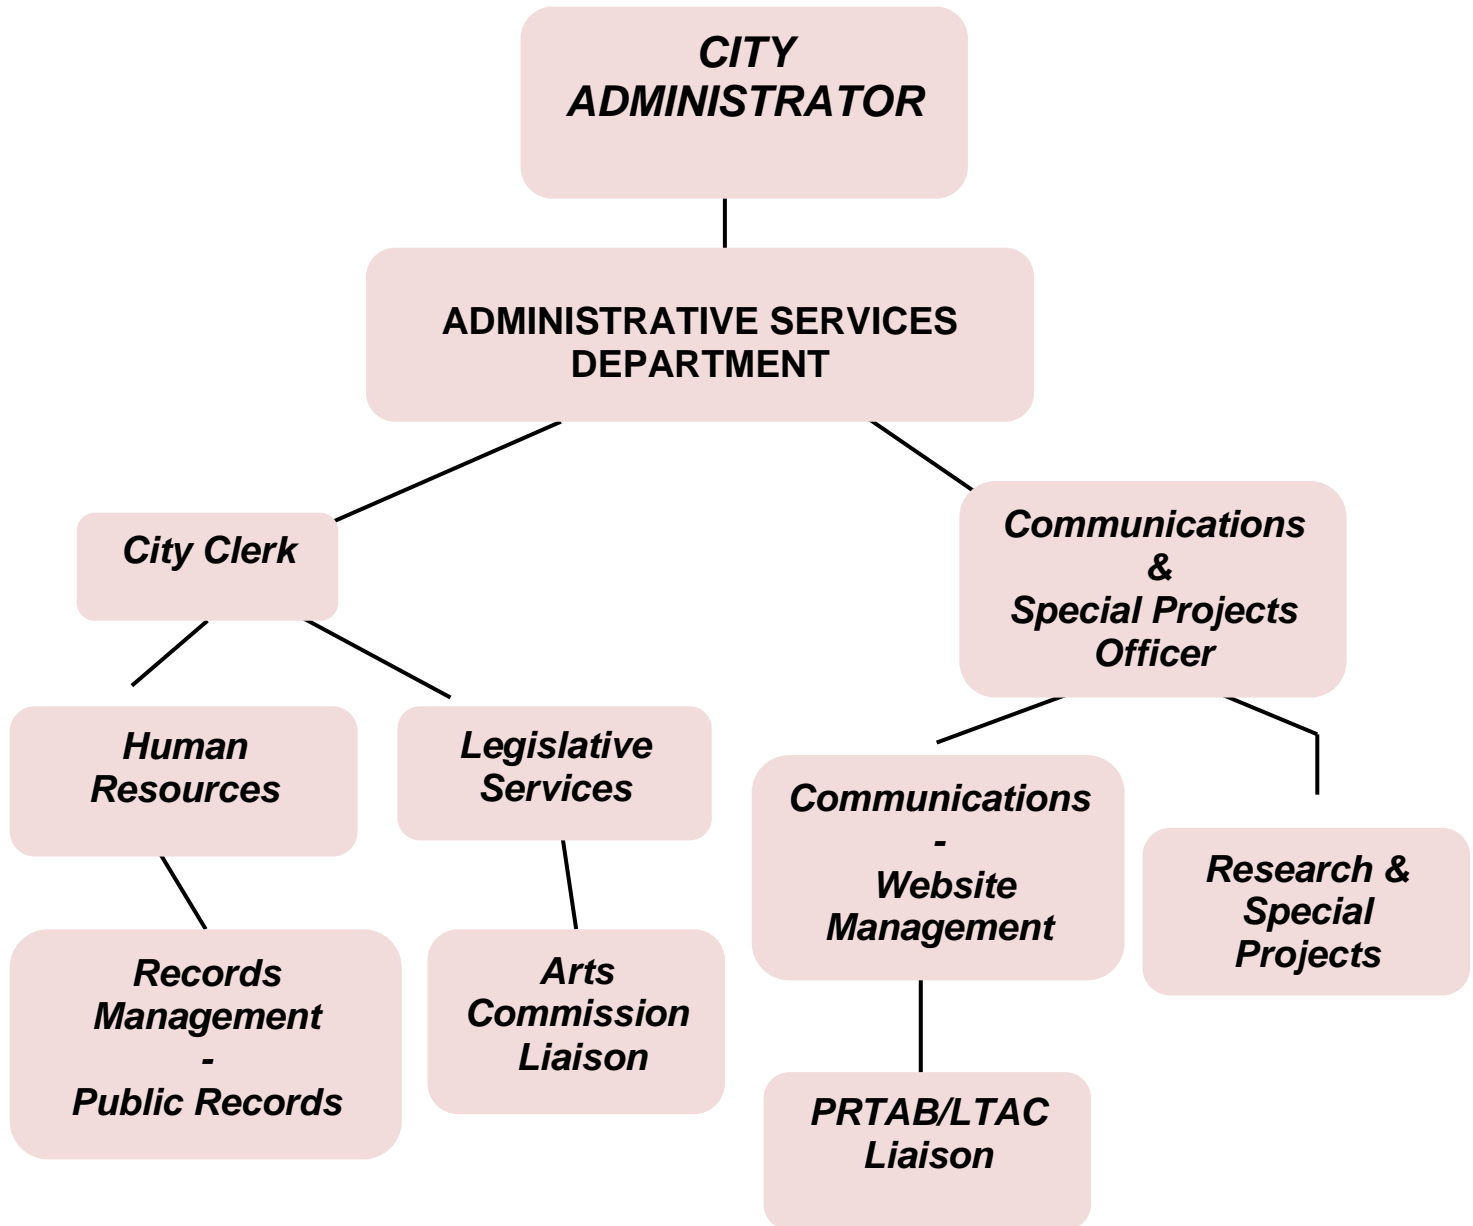 CITY
ADMINISTRATOR
ADMINISTRATIVE SERVICES
DEPARTMENT
City Clerk
Communications
&
Special Projects
Officer
Human
Resources
Legislative
Services
Communications
-
Website
Management
Research &
Special
Projects
Records
Management
-
Public Records
Arts
Commission
Liaison
PRTAB/LTAC
Liaison